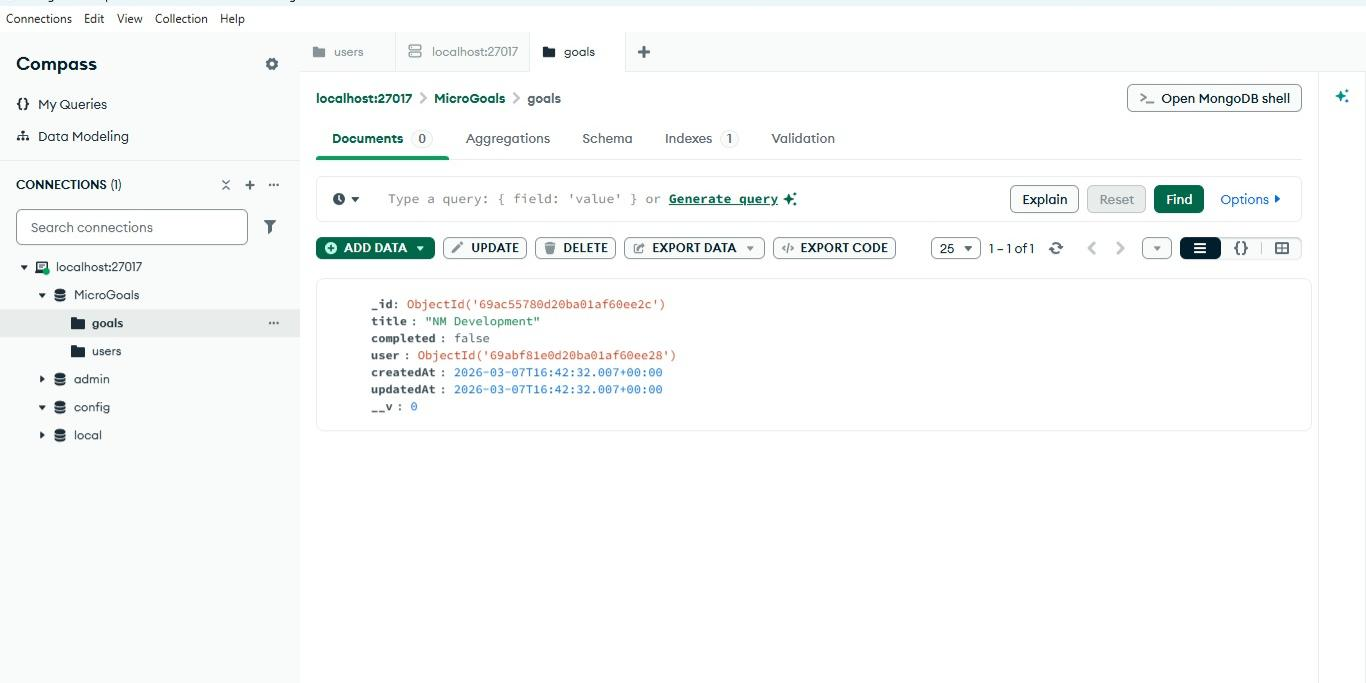 Connections Edit View Collection Help
Compass
My Queries
Data Modeling
CONNECTIONS (1)
Search connections
localhost:27017
MicroGoals
goals
users
admin
config
local
users localhost:27017 goals
localhost:27017 > MicroGoals > goals
>_ Open MongoDB shell
Documents 0 Aggregations Schema Indexes 1 Validation
Type a query: { field: 'value' } or Generate query
Explain Reset Find Options
ADD DATA UPDATE DELETE EXPORT DATA EXPORT CODE 25 1 – 1 of 1
_id: ObjectId('69ac55780d20ba01af60ee2c')
title : "NM Development"
completed : false
user : ObjectId('69abf81e0d20ba01af60ee28')
createdAt : 2026-03-07T16:42:32.007+00:00
updatedAt : 2026-03-07T16:42:32.007+00:00
__v : 0